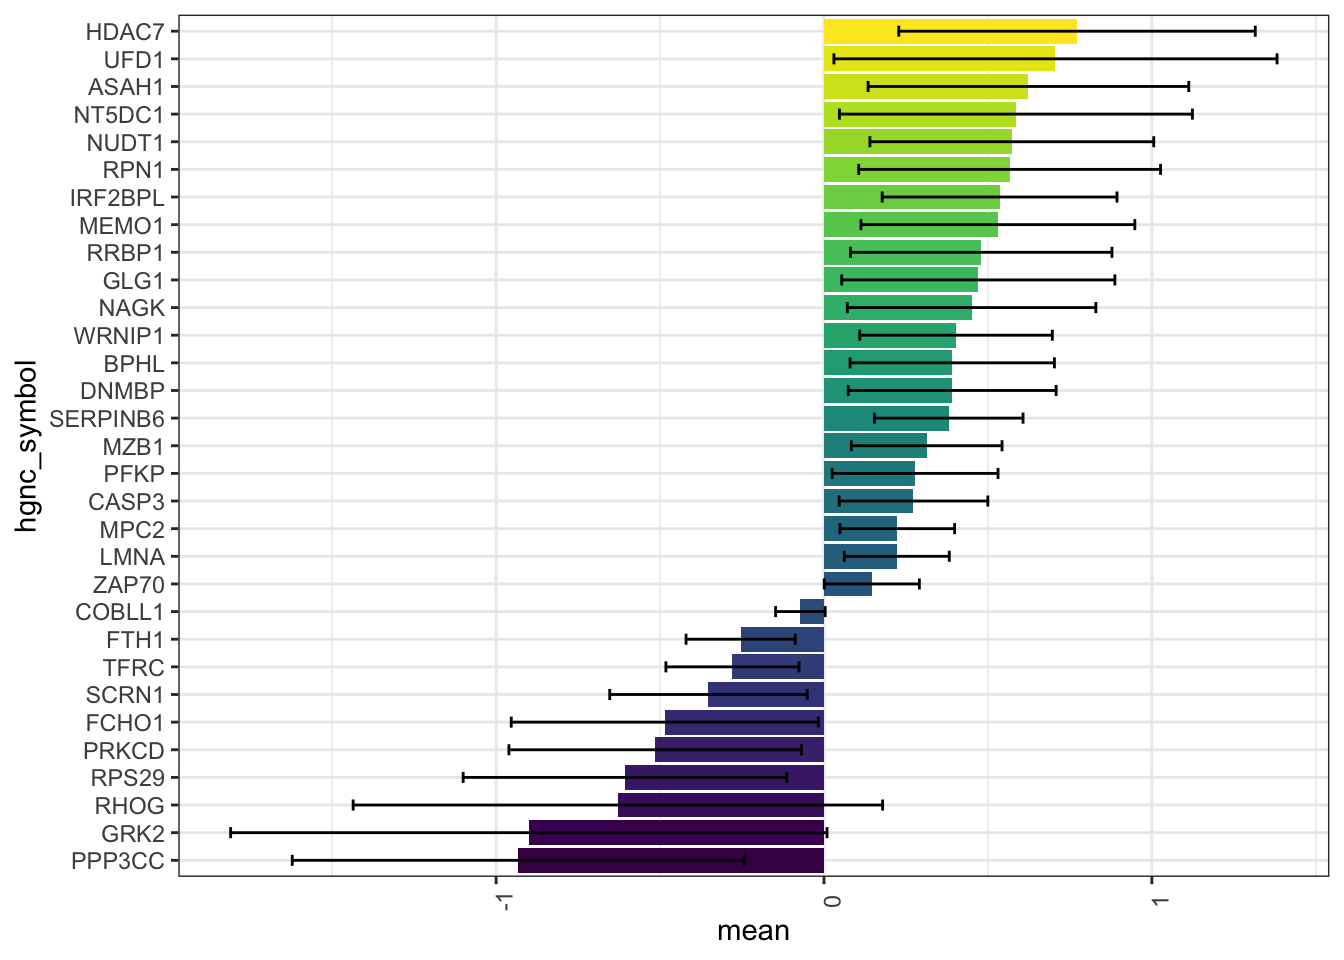 HDAC7
UFD1
ASAH1
NT5DC1
NUDT1
RPN1
IRF2BPL
MEMO1
RRBP1
GLG1
NAGK
WRNIP1
BPHL
DNMBP
SERPINB6
MZB1
PFKP
CASP3
MPC2
LMNA
ZAP70
COBLL1
FTH1
TFRC
SCRN1
FCHO1
PRKCD
RPS29
RHOG
GRK2
PPP3CC
hgnc_symbol
-1
0
1
mean